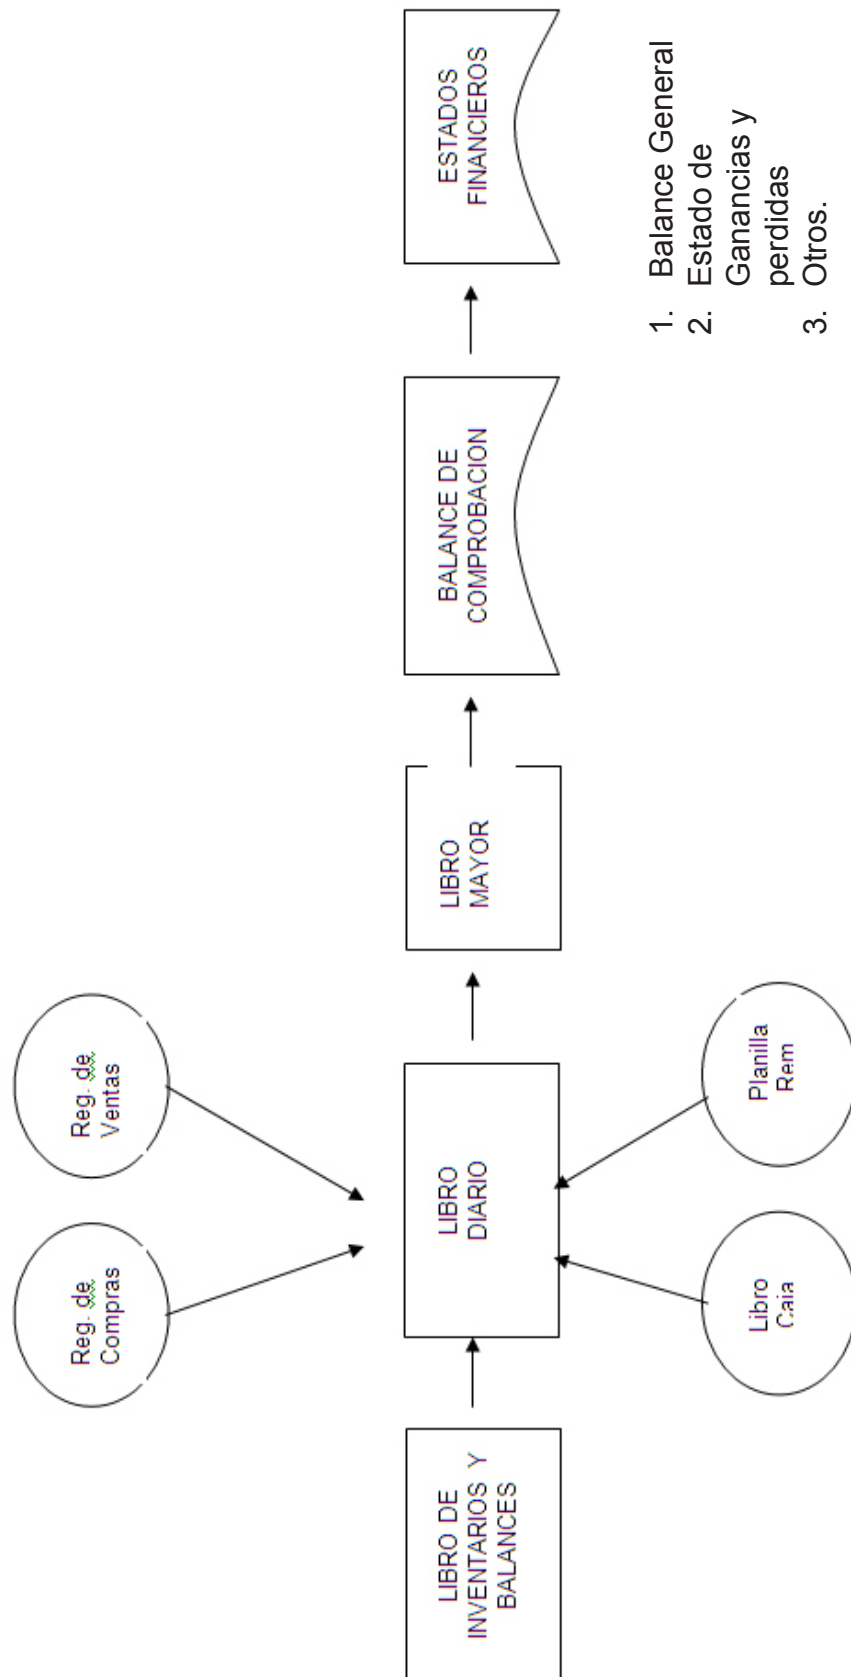 Reg. de
Compras
Reg. de
Ventas
LIBRO DE
INVENTARIOS Y
BALANCES
LIBRO
DIARIO
LIBRO
MAYOR
BALANCE DE
COMPROBACION
ESTADOS
FINANCIEROS
Libro
Caja
Planilla
Rem
1. Balance General
2. Estado de
Ganancias y
perdidas
3. Otros.